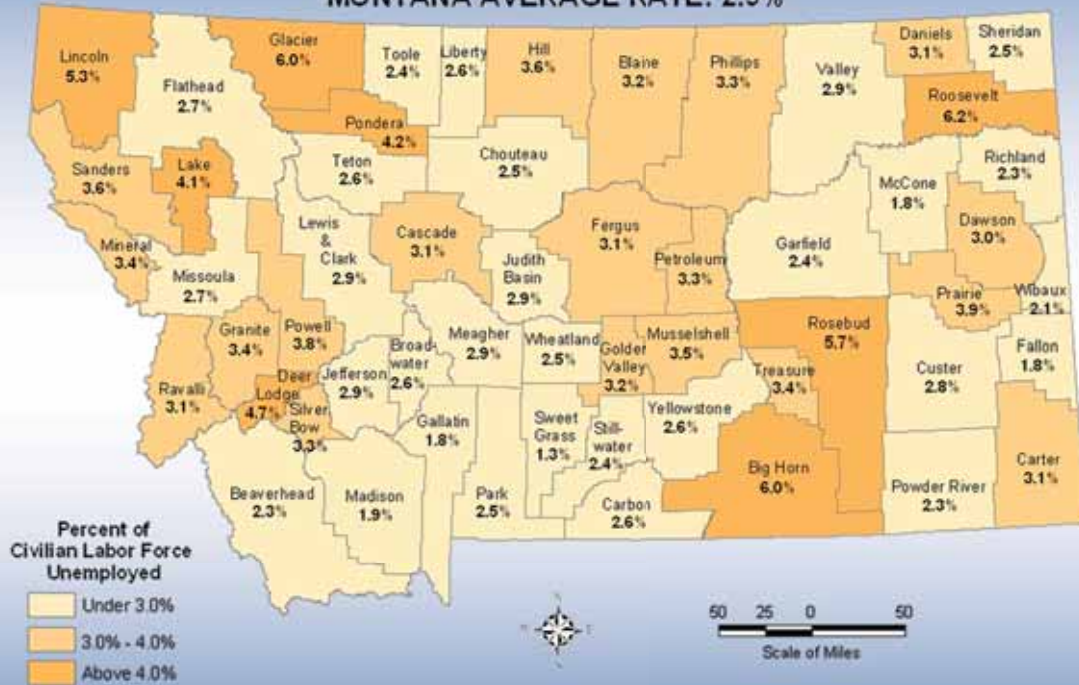 MONTANA AVERAGE RATE: 2.9%
Lincoln
5.3%
Flathead
2.7%
Glacier
6.0%
Toole
2.4%
Liberty
2.6%
Hill
3.6%
Blaine
3.2%
Phillips
3.3%
Valley
2.9%
Daniels
3.1%
Sheridan
2.5%
Roosevelt
6.2%
Pondera
4.2%
Teton
2.6%
Chouteau
2.5%
Richland
2.3%
McCone
1.8%
Sanders
3.6%
Lake
4.1%
Lewis
&
Clark
2.9%
Cascade
3.1%
Judith
Basin
2.9%
Fergus
3.1%
Petroleum
3.3%
Garfield
2.4%
Dawson
3.0%
Prairie
3.9%
Wibaux
2.1%
Mineral
3.4%
Missoula
2.7%
Granite
3.4%
Powell
3.8%
Deer
Lodge
4.7%
Silver
Bow
3.3%
Jefferson
2.9%
Broad-
water
2.6%
Meagher
2.9%
Wheatland
2.5%
Golden
Valley
3.2%
Musselshell
3.5%
Rosebud
5.7%
Treasure
3.4%
Custer
2.8%
Fallon
1.8%
Ravalli
3.1%
Gallatin
1.8%
Sweet
Grass
1.3%
Still-
water
2.4%
Yellowstone
2.6%
Big Horn
6.0%
Carter
3.1%
Beaverhead
2.3%
Madison
1.9%
Park
2.5%
Carbon
2.6%
Powder River
2.3%
Percent of
Civilian Labor Force
Unemployed
Under 3.0%
3.0% - 4.0%
Above 4.0%
50 25 0 50
Scale of Miles